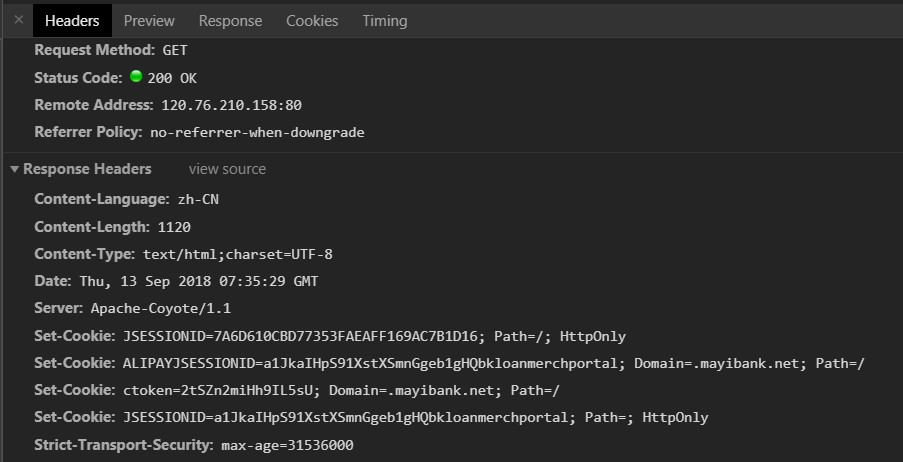 × Headers Preview Response Cookies Timing
Request Method: GET
Status Code: 200 OK
Remote Address: 120.76.210.158:80
Referrer Policy: no-referrer-when-downgrade
Response Headers view source
Content-Language: zh-CN
Content-Length: 1120
Content-Type: text/html;charset=UTF-8
Date: Thu, 13 Sep 2018 07:35:29 GMT
Server: Apache-Coyote/1.1
Set-Cookie: JSESSIONID=7A6D610CBD77353FAEAFF169AC7B1D16; Path=/; HttpOnly
Set-Cookie: ALIPAYJSESSIONID=a1JkaIHpS91XstXSmnGgeb1gHQbkloanmerchportal; Domain=.mayibank.net; Path=/
Set-Cookie: ctoken=2tSZn2miHh9IL5sU; Domain=.mayibank.net; Path=/
Set-Cookie: JSESSIONID=a1JkaIHpS91XstXSmnGgeb1gHQbkloanmerchportal; Path=; HttpOnly
Strict-Transport-Security: max-age=31536000